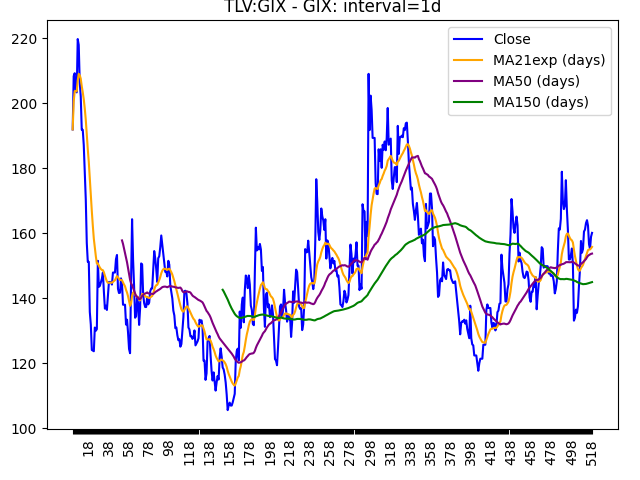 TLV:GIX - GIX: interval=1d
Close
MA21exp (days)
MA50 (days)
MA150 (days)
220
200
180
160
140
120
100
18 38 58 78 98 118 138 158 178 198 218 238 258 278 298 318 338 358 378 398 418 438 458 478 498 518